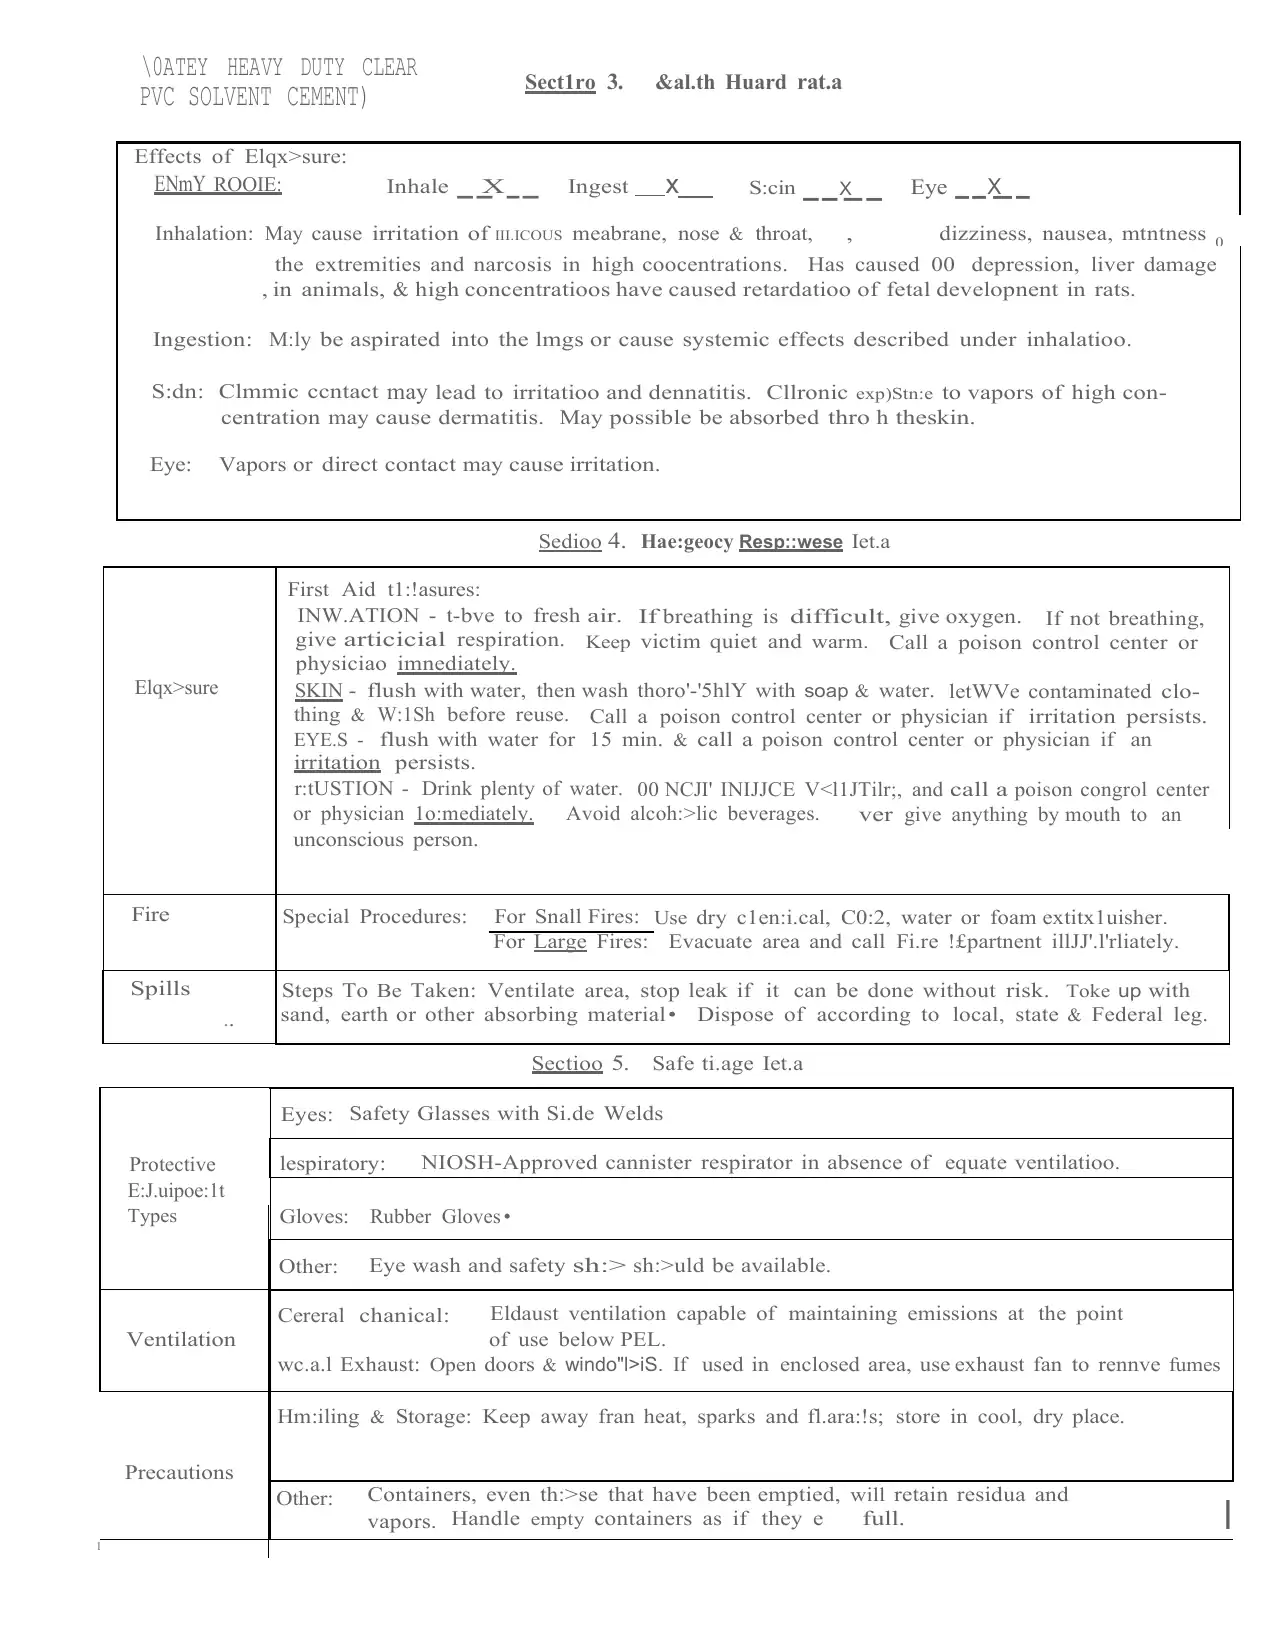 \0ATEY HEAVY DUTY CLEAR
PVC SOLVENT CEMENT)
Sect1ro 3. &al.th Huard rat.a
Effects of Elqx>sure:
ENmY ROOIE: Inhale X Ingest X S:cin X Eye X
Inhalation: May cause irritation of III.ICOUS meabrane, nose & throat, , dizziness, nausea, mtntness 0
the extremities and narcosis in high coocentrations. Has caused 00 depression, liver damage
, in animals, & high concentratioos have caused retardatioo of fetal developnent in rats.
Ingestion: M:ly be aspirated into the lmgs or cause systemic effects described under inhalatioo.
S:dn: Clmmic ccntact may lead to irritatioo and dennatitis. Cllronic exp)Stn:e to vapors of high con-
centration may cause dermatitis. May possible be absorbed thro h theskin.
Eye: Vapors or direct contact may cause irritation.
Sedioo 4. Hae:geocy Resp::wese Iet.a
First Aid t1:!asures:
INW.ATION - t-bve to fresh air. If breathing is difficult, give oxygen. If not breathing,
give articicial respiration. Keep victim quiet and warm. Call a poison control center or
physiciao imnediately.
Elqx>sure
SKIN - flush with water, then wash thoro'-'5hlY with soap & water. letWVe contaminated clo-
thing & W:1Sh before reuse. Call a poison control center or physician if irritation persists.
EYE.S - flush with water for 15 min. & call a poison control center or physician if an
irritation persists.
r:tUSTION - Drink plenty of water. 00 NCJI' INIJJCE V<l1JTilr;, and call a poison congrol center
or physician 1o:mediately. Avoid alcoh:>lic beverages. ver give anything by mouth to an
unconscious person.
Fire
Special Procedures: For Snall Fires: Use dry c1en:i.cal, C0:2, water or foam extitx1uisher.
For Large Fires: Evacuate area and call Fi.re !£partnent illJJ'.l'rliately.
Spills
..
Steps To Be Taken: Ventilate area, stop leak if it can be done without risk. Toke up with
sand, earth or other absorbing material• Dispose of according to local, state & Federal leg.
Sectioo 5. Safe ti.age Iet.a
Protective
E:J.uipoe:1t
Types
Eyes: Safety Glasses with Si.de Welds
lespiratory: NIOSH-Approved cannister respirator in absence of equate ventilatioo.
Gloves: Rubber Gloves•
Other: Eye wash and safety sh:> sh:>uld be available.
Ventilation
Cereral chanical: Eldaust ventilation capable of maintaining emissions at the point
of use below PEL.
wc.a.l Exhaust: Open doors & windo"l>iS. If used in enclosed area, use exhaust fan to rennve fumes
Precautions
Hm:iling & Storage: Keep away fran heat, sparks and fl.ara:!s; store in cool, dry place.
Other: Containers, even th:>se that have been emptied, will retain residua and
vapors. Handle empty containers as if they e full.